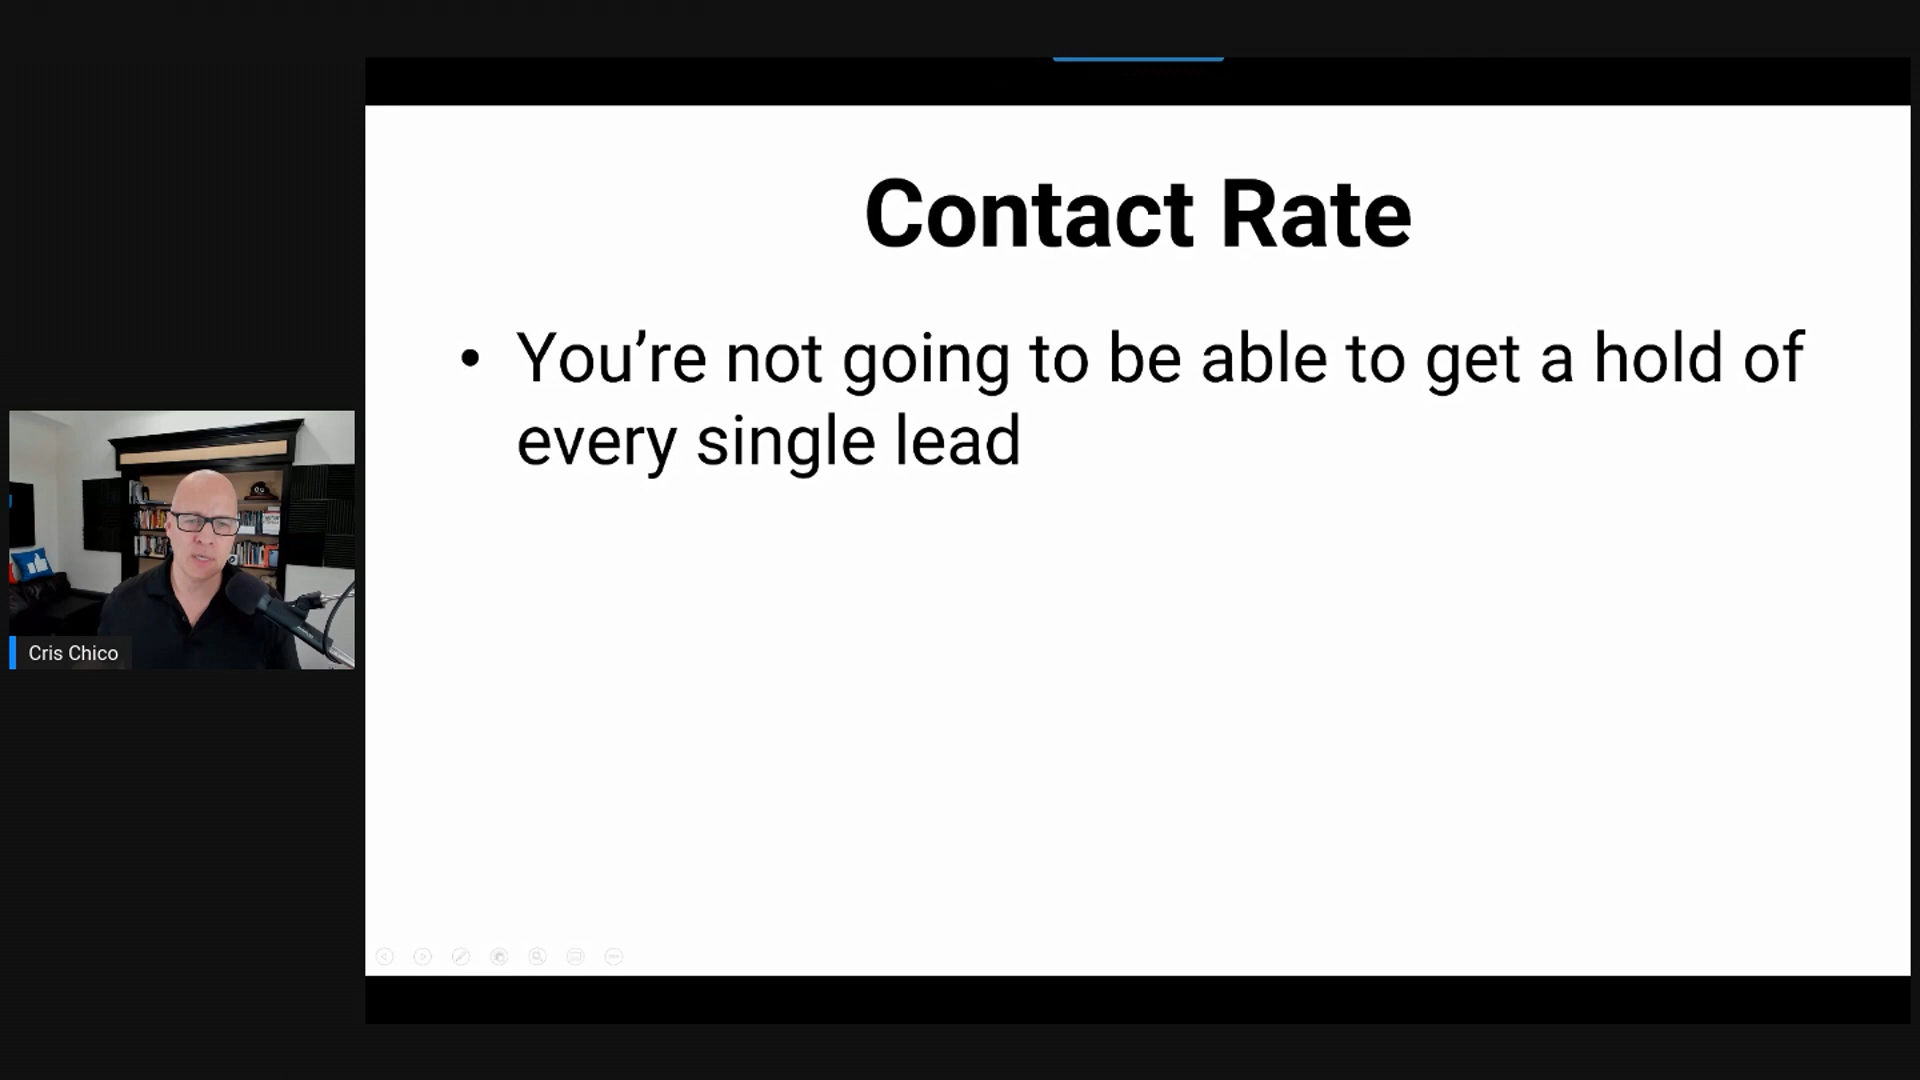 Contact Rate
• You’re not going to be able to get a hold of
every single lead
Cris Chico